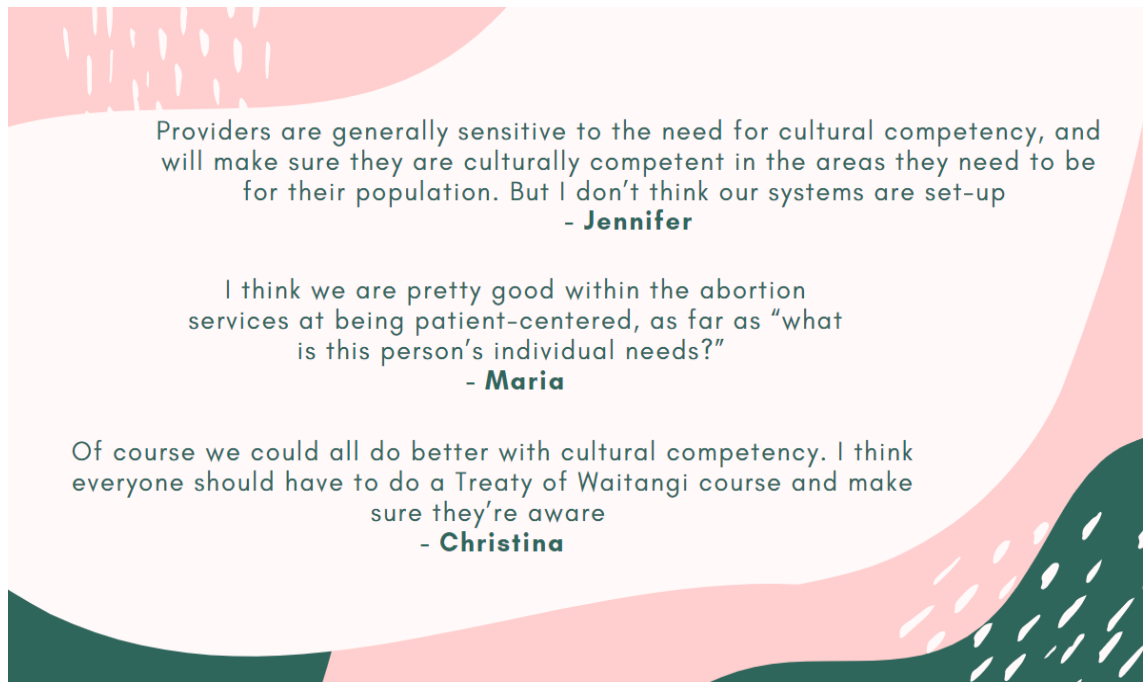 Providers are generally sensitive to the need for cultural competency, and
will make sure they are culturally competent in the areas they need to be
for their population. But I don't think our systems are set-up
- Jennifer
I think we are pretty good within the abortion
services at being patient-centered, as far as “what
is this person's individual needs?”
- Maria
Of course we could all do better with cultural competency. I think
everyone should have to do a Treaty of Waitangi course and make
sure they're aware
- Christina